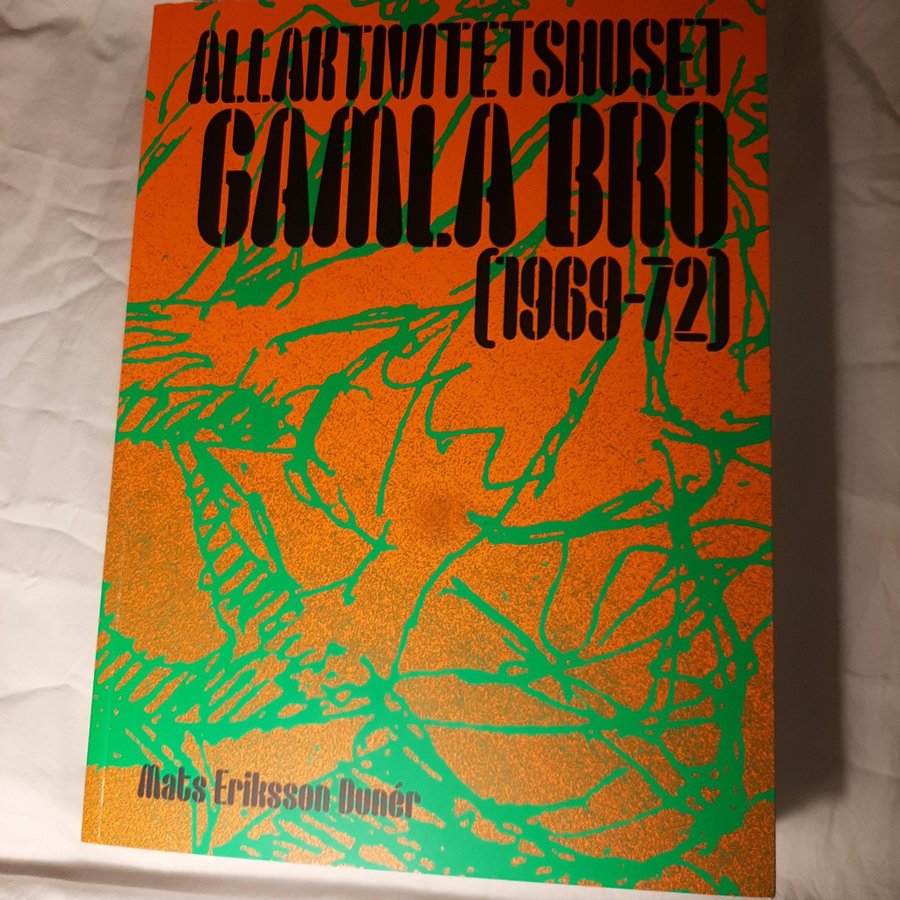 ALLAKTIVITETSHUSET
GAMLA BRO
(1969-72)
Mats Eriksson Dunér